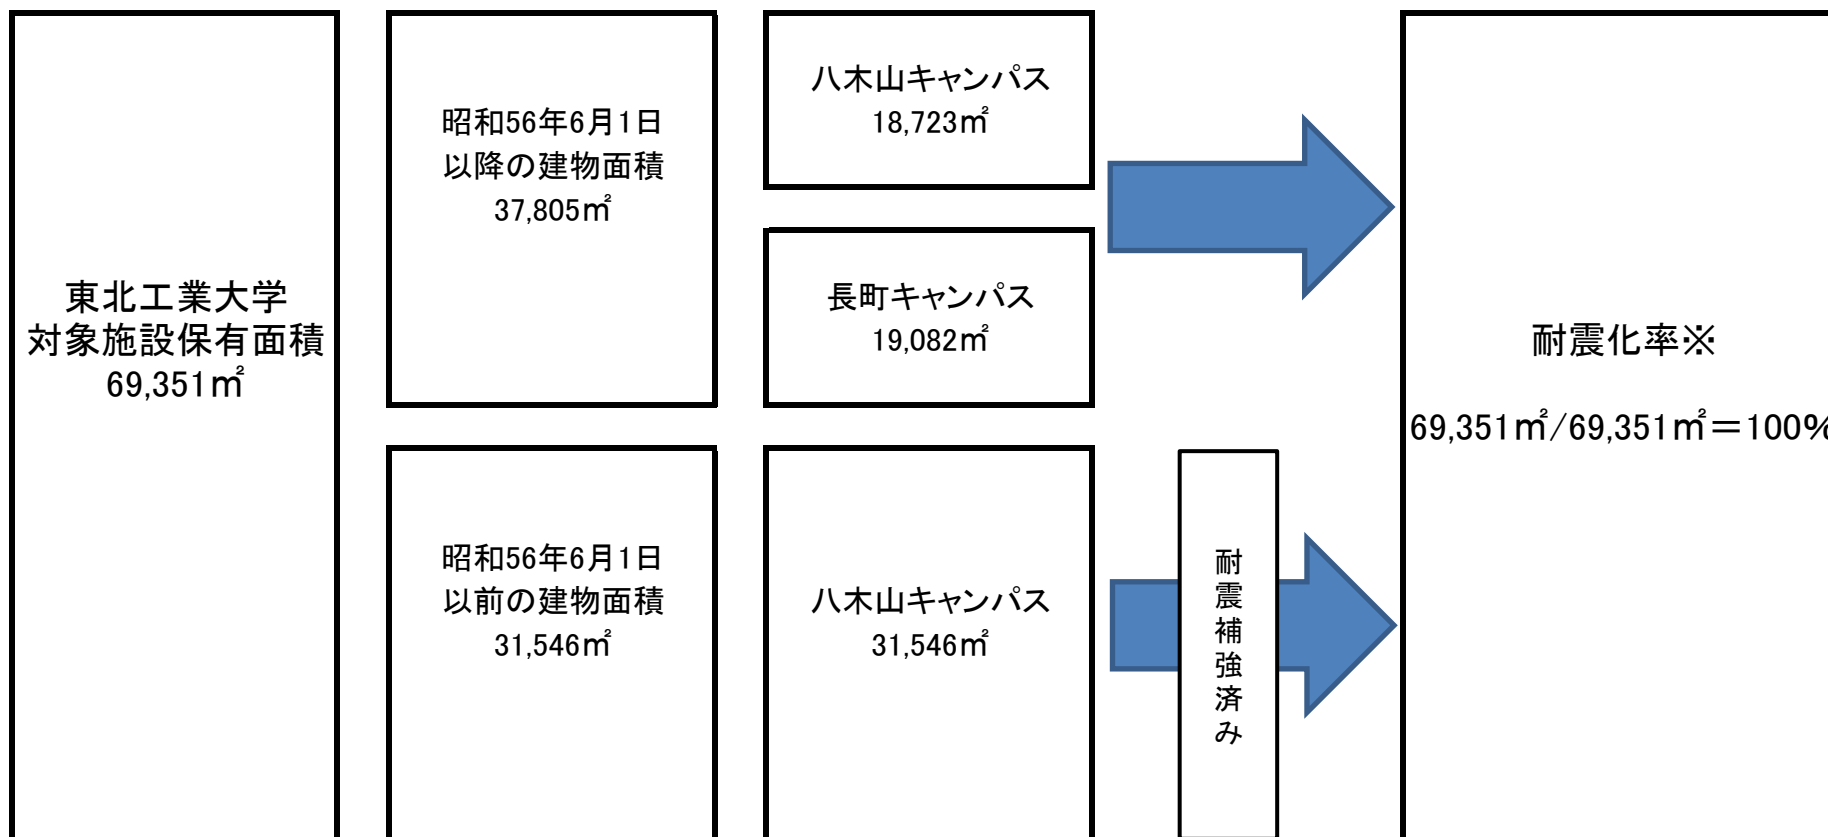 東北工業大学
対象施設保有面積
69,351㎡
昭和56年6月1日
以降の建物面積
37,805㎡
昭和56年6月1日
以前の建物面積
31,546㎡
八木山キャンパス
18,723㎡
長町キャンパス
19,082㎡
八木山キャンパス
31,546㎡
耐震補強済み
耐震化率※
69,351㎡/69,351㎡＝100%